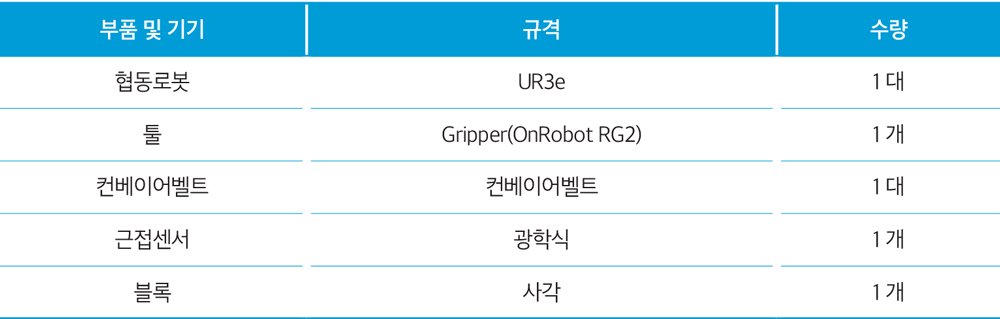 부품 및 기기 규격 수량
협동로봇 UR3e 1대
툴 Gripper(OnRobot RG2) 1개
컨베이어벨트 컨베이어벨트 1대
근접센서 광학식 1개
블록 사각 1개